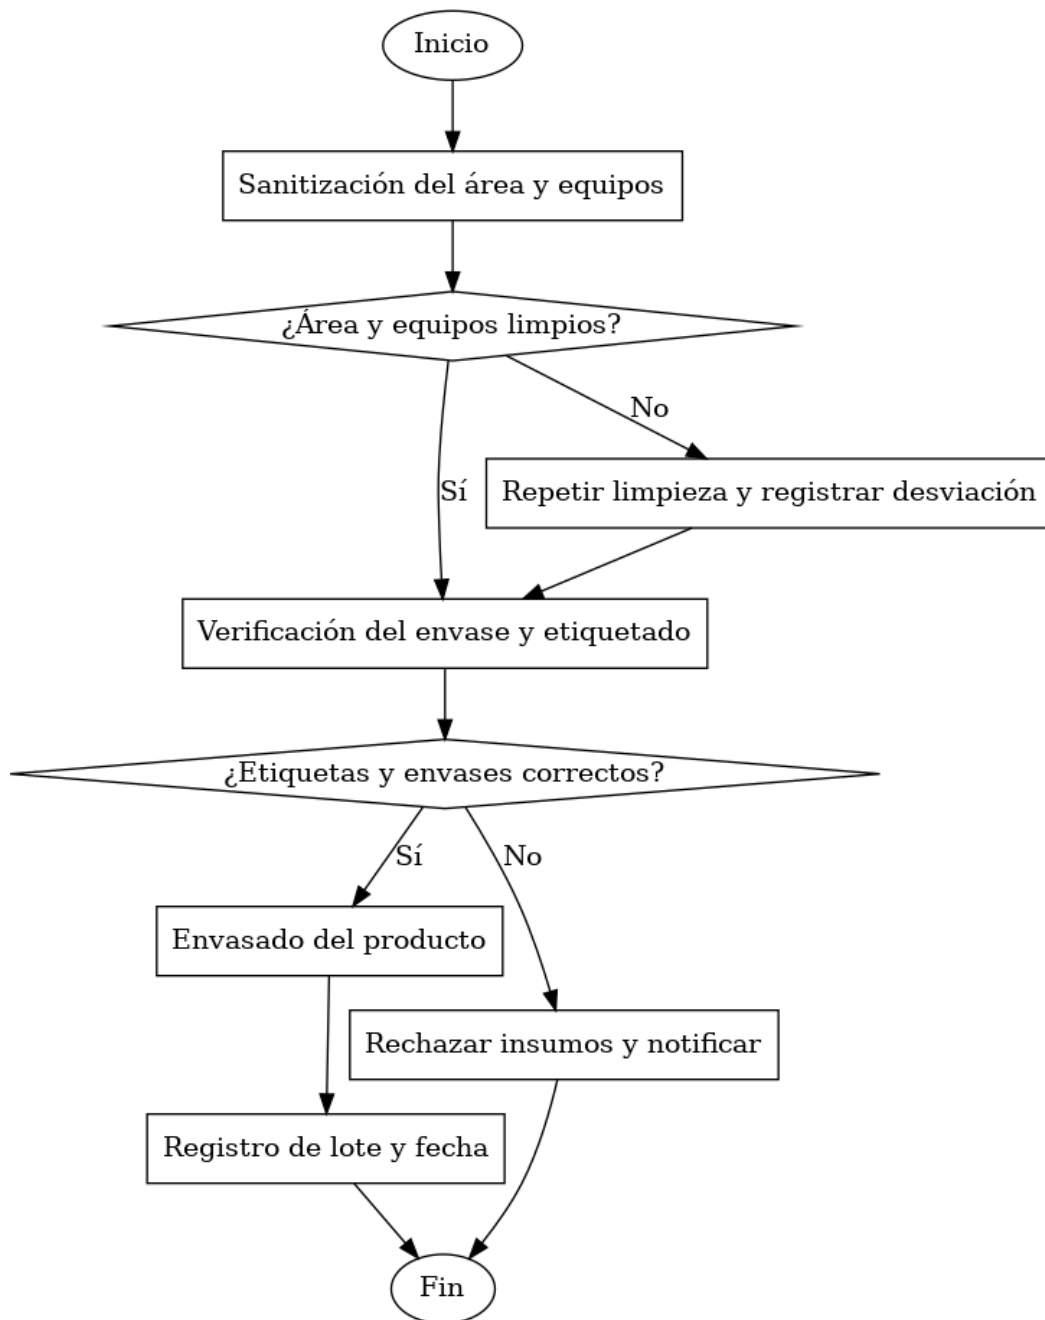 Inicio
Sanitización del área y equipos
¿Área y equipos limpios?
No
Sí
Repetir limpieza y registrar desviación
Verificación del envase y etiquetado
¿Etiquetas y envases correctos?
Sí
No
Envasado del producto
Rechazar insumos y notificar
Registro de lote y fecha
Fin